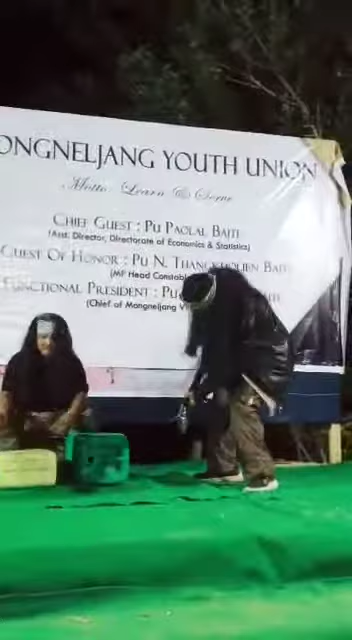 ONGNELJANG YOUTH UNION
Motto: Learn & Serve
CHIEF GUEST : PU PAOLAL BAITE
(Asst. Director, Directorate of Economics & Statistics)
GUEST OF HONOR : PU N. THANGKHOLIEN BAITE
(MP Head Constable
FUNCTIONAL PRESIDENT : PU
(Chief of Mongneljang